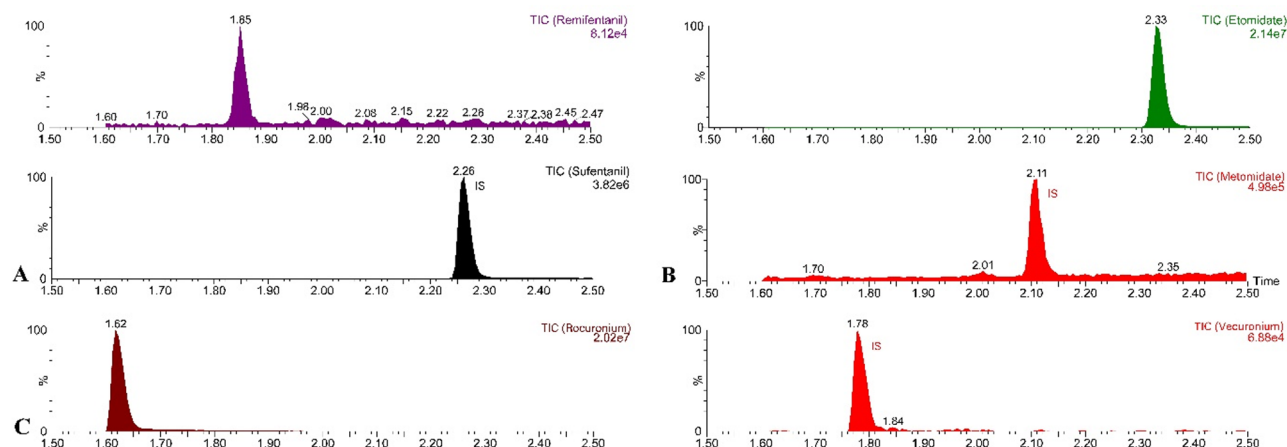 TIC (Remifentanil)
8.12e4
100
%
0
1.85
1.60
1.70
1.98
2.00
2.08
2.15
2.22
2.28
2.37
2.38
2.45
2.47
1.50 1.60 1.70 1.80 1.90 2.00 2.10 2.20 2.30 2.40 2.50
TIC (Sufentanil)
3.82e6
100
%
0
2.26
IS
A
1.50 1.60 1.70 1.80 1.90 2.00 2.10 2.20 2.30 2.40 2.50
TIC (Etomidate)
2.14e7
100
%
0
2.33
1.50 1.60 1.70 1.80 1.90 2.00 2.10 2.20 2.30 2.40 2.50
TIC (Metomidate)
4.98e5
100
%
0
2.11
IS
1.70
2.01
2.35
B
Time
1.50 1.60 1.70 1.80 1.90 2.00 2.10 2.20 2.30 2.40 2.50
TIC (Rocuronium)
2.02e7
100
%
0
1.62
C
1.50 1.60 1.70 1.80 1.90 2.00 2.10 2.20 2.30 2.40 2.50
TIC (Vecuronium)
6.88e4
100
%
0
1.78
IS
1.84
1.50 1.60 1.70 1.80 1.90 2.00 2.10 2.20 2.30 2.40 2.50